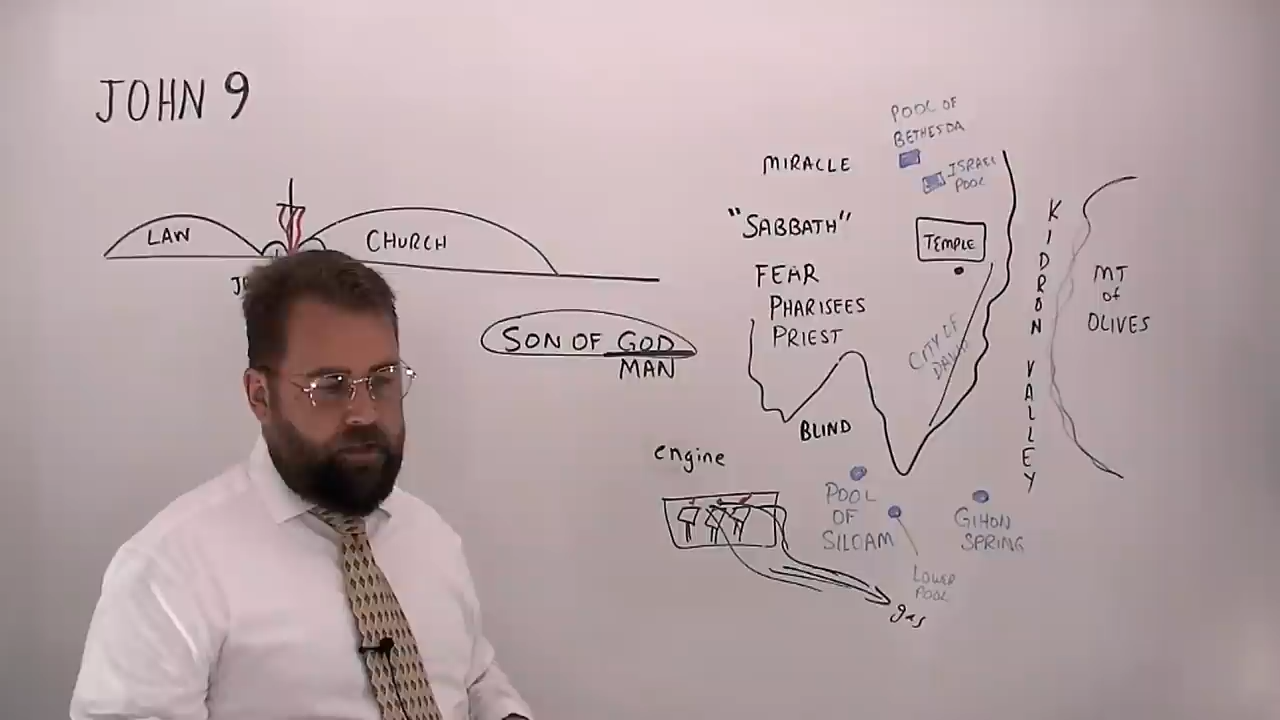 JOHN 9
LAW
CHURCH
SON OF GOD
MAN
MIRACLE
"SABBATH"
FEAR
PHARISEES
PRIEST
BLIND
engine
gas
POOL OF
BETHESDA
ISRAEL
POOL
TEMPLE
CITY OF
DAVID
KIDRON VALLEY
MT
of
OLIVES
POOL
OF
SILOAM
LOWER
POOL
GIHON
SPRING